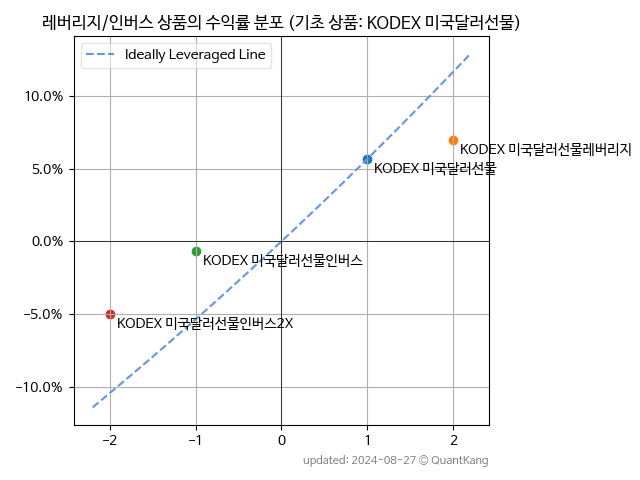 레버리지/인버스 상품의 수익률 분포 (기초 상품: KODEX 미국달러선물)
Ideally Leveraged Line
10.0%
KODEX 미국달러선물레버리지
5.0%
KODEX 미국달러선물
0.0%
KODEX 미국달러선물인버스
−5.0%
KODEX 미국달러선물인버스2X
−10.0%
−2 −1 0 1 2
updated: 2024-08-27 © QuantKang